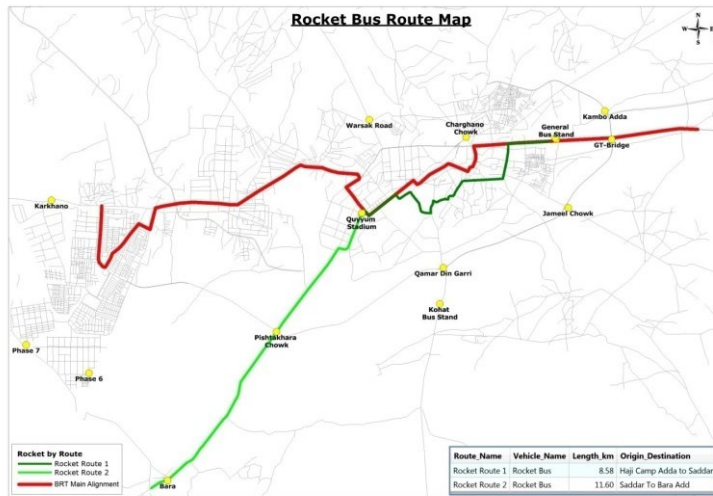 Rocket Bus Route Map
N
W E
S
Kambo Adda
Warsak Road
Charghano
Chowk
General
Bus Stand
GT-Bridge
Karkhano
Quyyum
Stadium
Jameel Chowk
Qamar Din Garri
Kohat
Bus Stand
Pishtakhara
Chowk
Phase 7
Phase 6
Bara
Rocket by Route
Rocket Route 1
Rocket Route 2
BRT Main Alignment
Route_Name Vehicle_Name Length_km Origin_Destination
Rocket Route 1 Rocket Bus 8.58 Haji Camp Adda to Saddar
Rocket Route 2 Rocket Bus 11.60 Saddar To Bara Add